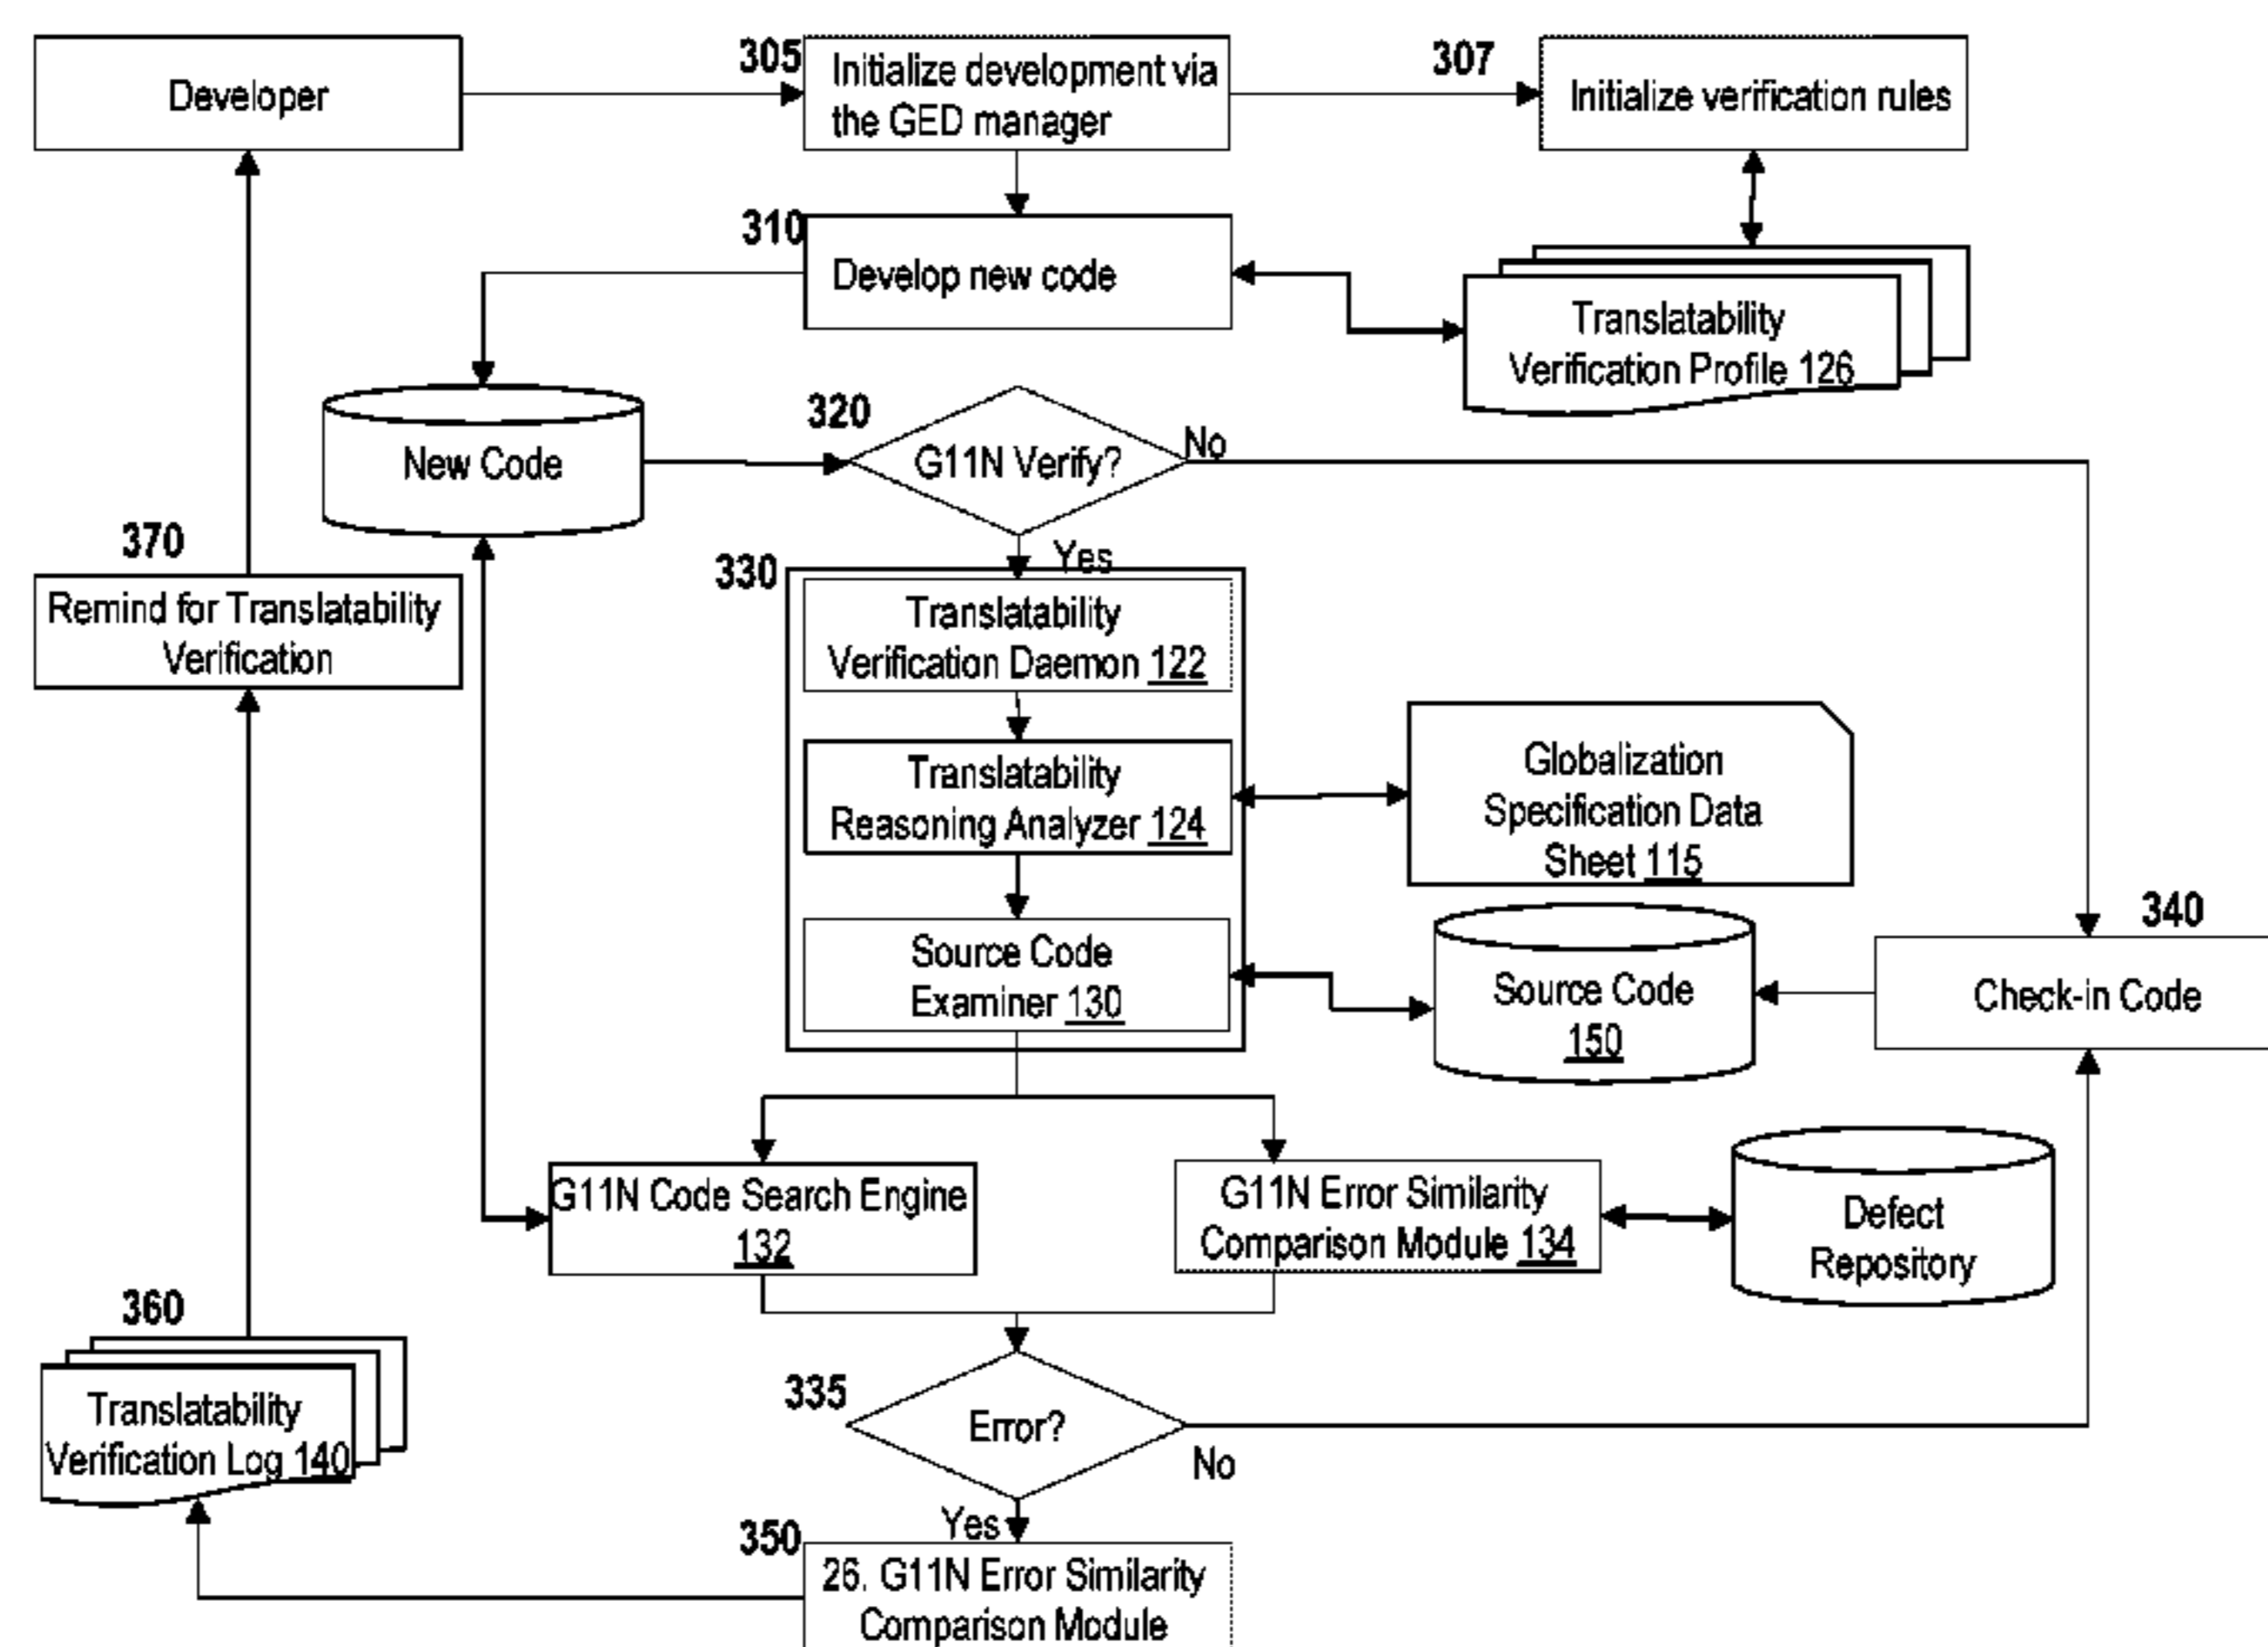 Developer
305
Initialize development via
the GED manager
307
Initialize verification rules
310
Develop new code
Translatability
Verification Profile 126
New Code
320
G11N Verify?
No
Yes
370
Remind for Translatability
Verification
330
Translatability
Verification Daemon 122
Translatability
Reasoning Analyzer 124
Globalization
Specification Data
Sheet 115
Source Code
Examiner 130
Source Code
150
340
Check-in Code
G11N Code Search Engine
132
G11N Error Similarity
Comparison Module 134
Defect
Repository
360
Translatability
Verification Log 140
335
Error?
No
Yes
350
26. G11N Error Similarity
Comparison Module